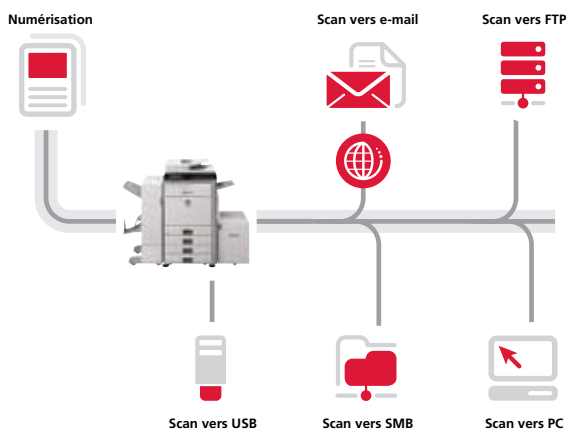 Numérisation
Scan vers e-mail
Scan vers FTP
Scan vers USB
Scan vers SMB
Scan vers PC